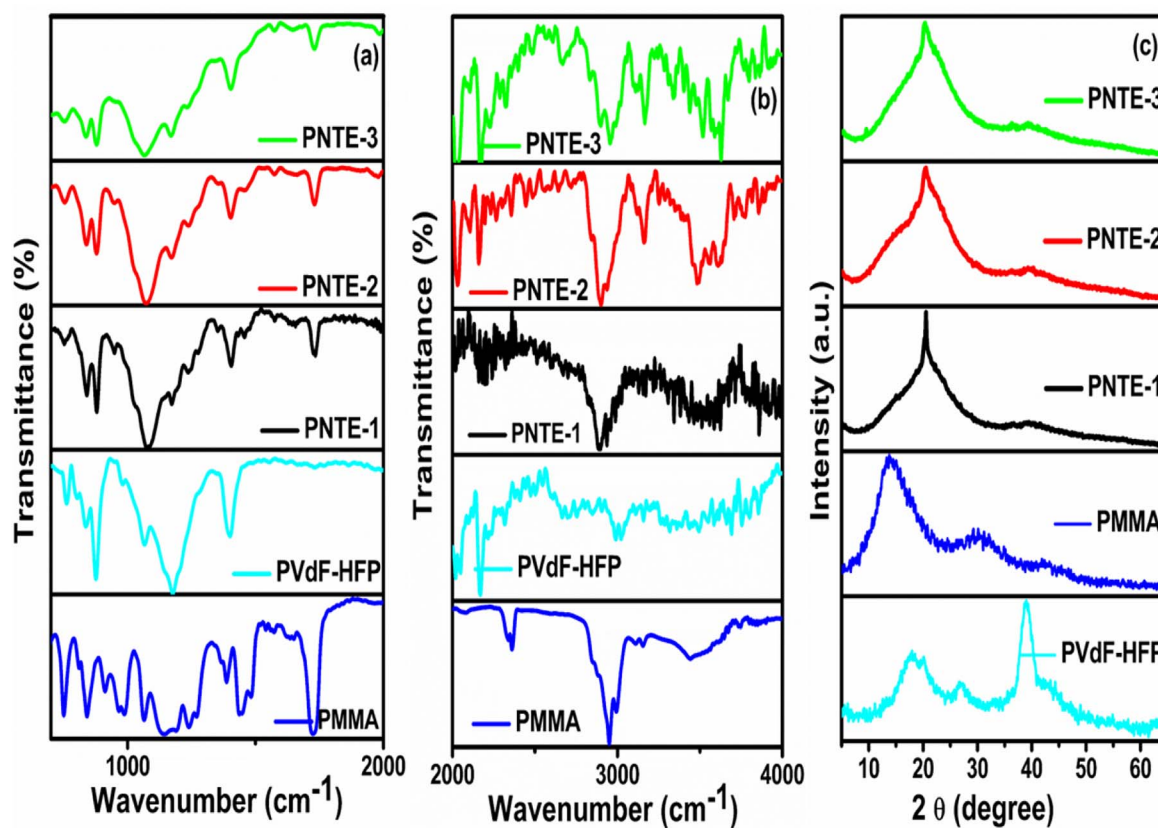 (a)
PNTE-3
PNTE-2
PNTE-1
PVdF-HFP
PMMA
Transmittance (%)
Transmittance (%)
1000
2000
Wavenumber (cm-1)
(b)
PNTE-3
PNTE-2
PNTE-1
PVdF-HFP
PMMA
Transmittance (%)
Transmittance (%)
2000
3000
4000
Wavenumber (cm-1)
(c)
PNTE-3
PNTE-2
PNTE-1
PMMA
PVdF-HFP
Intensity (a.u.)
10
20
30
40
50
60
2 θ (degree)